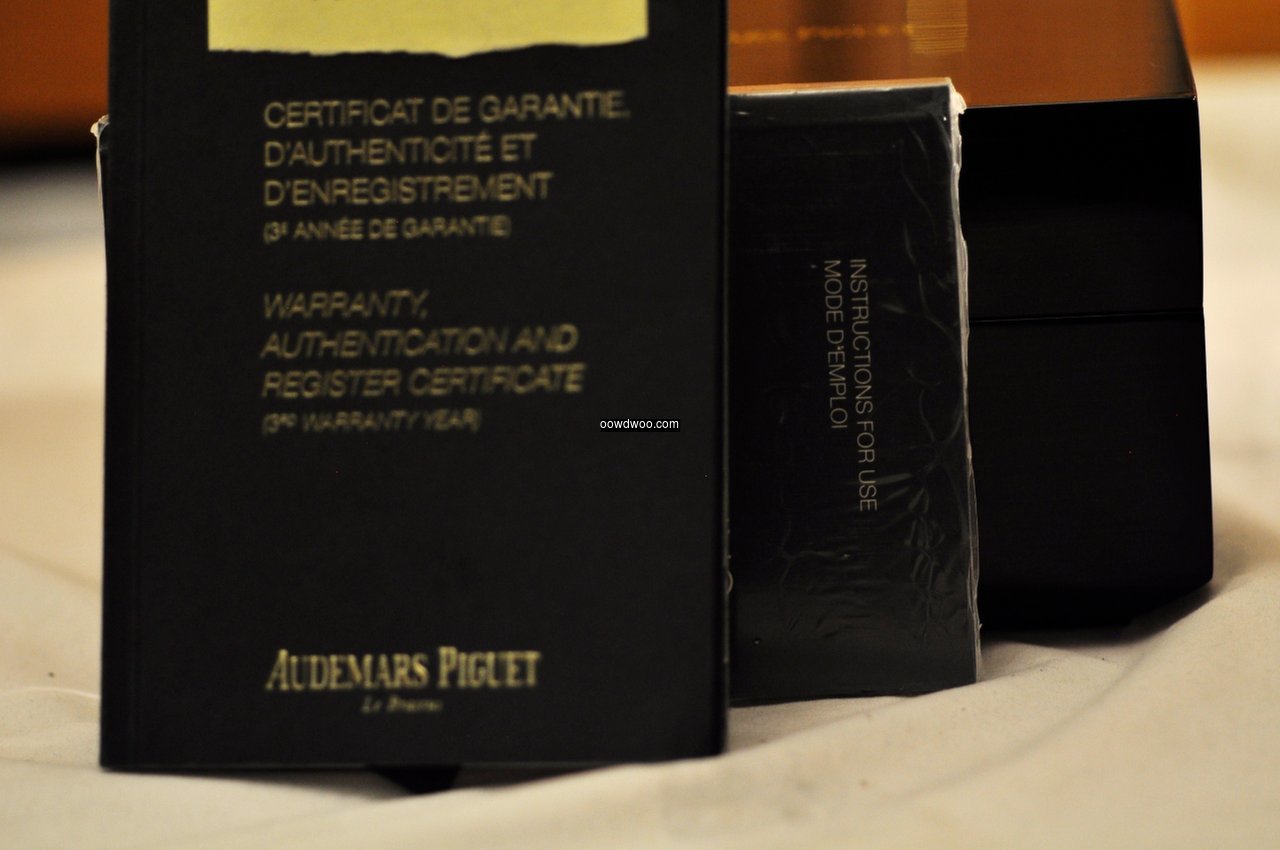 CERTIFICAT DE GARANTIE,
D'AUTHENTICITÉ ET
D'ENREGISTREMENT
(3E ANNÉE DE GARANTIE)
WARRANTY,
AUTHENTICATION AND
REGISTER CERTIFICATE
(3RD WARRANTY YEAR)
AUDEMARS PIGUET
Le Brassus
INSTRUCTIONS FOR USE
MODE D'EMPLOI
oowdwoo.com